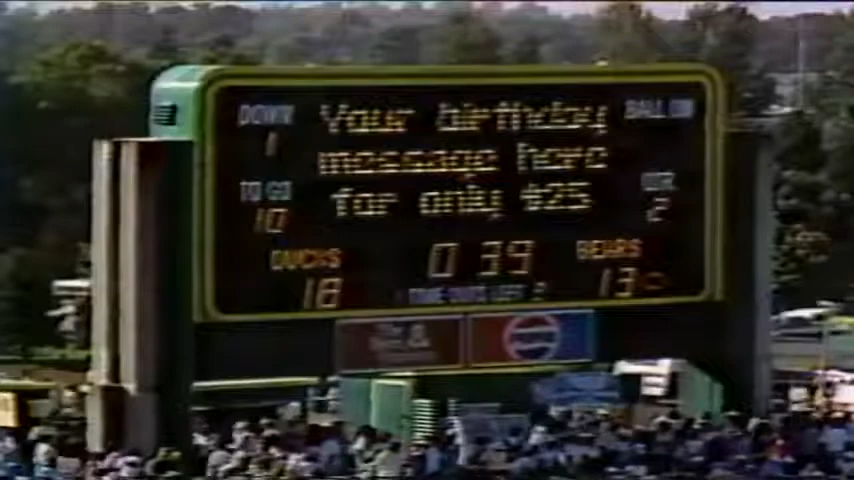 DOWN
Your birthday
BALL ON
1
message here
TO GO
for only $25
QTR
10
2
DUCKS
0 39
BEARS
18
TIME OUTS LEFT
13